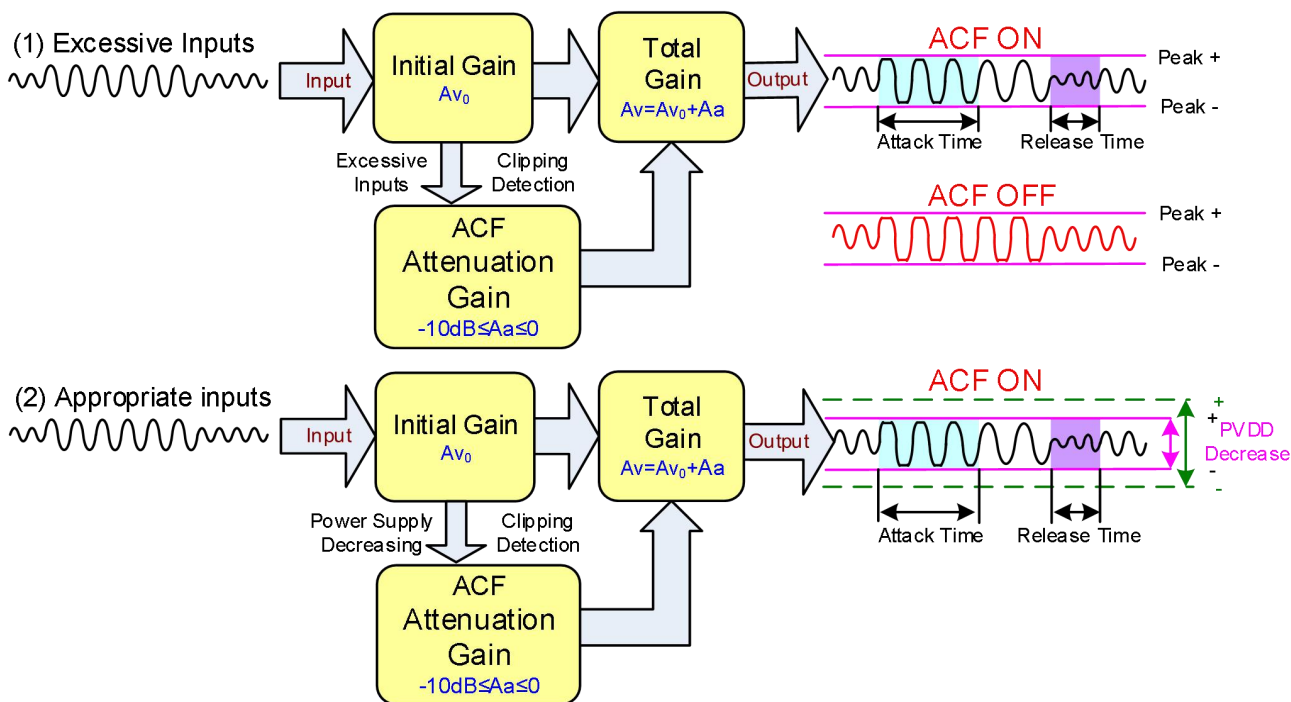 (1) Excessive Inputs
Input
Initial Gain
Av₀
Total
Gain
Av=Av₀+Aa
Output
ACF ON
Peak +
Peak -
Attack Time
Release Time
Excessive
Inputs
Clipping
Detection
ACF
Attenuation
Gain
-10dB≤Aa≤0
ACF OFF
Peak +
Peak -
(2) Appropriate inputs
Input
Initial Gain
Av₀
Total
Gain
Av=Av₀+Aa
Output
ACF ON
+
+
PVDD
Decrease
-
-
Attack Time
Release Time
Power Supply
Decreasing
Clipping
Detection
ACF
Attenuation
Gain
-10dB≤Aa≤0